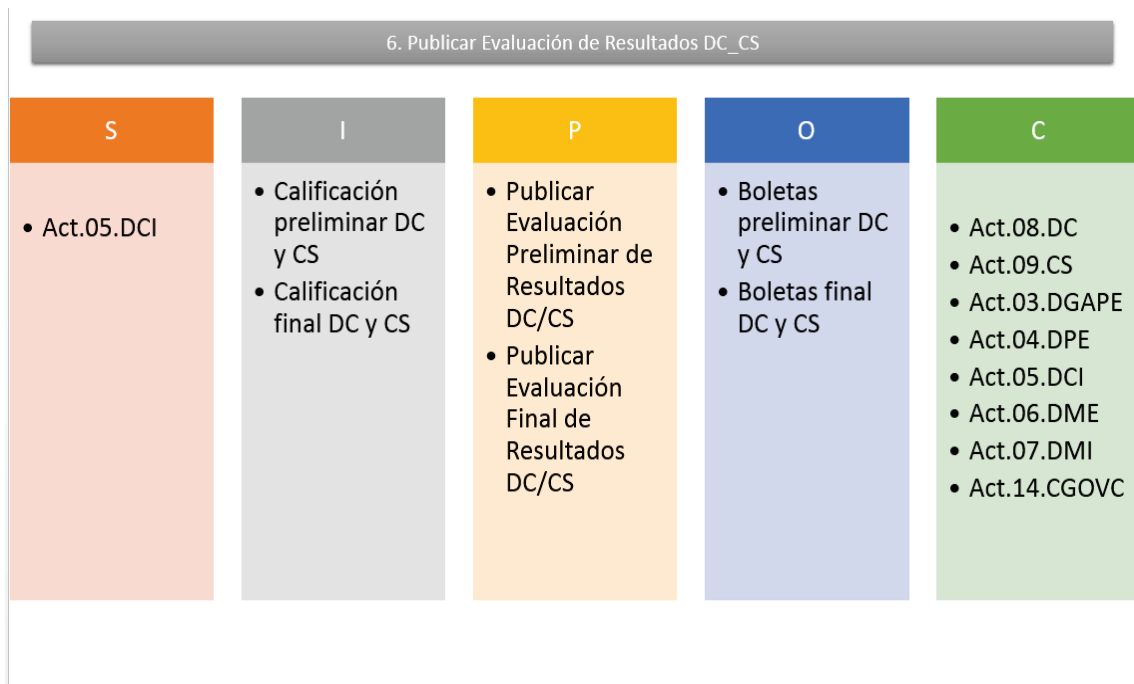 6. Publicar Evaluación de Resultados DC_CS
S
• Act.05.DCI
I
• Calificación
preliminar DC
y CS
• Calificación
final DC y CS
P
• Publicar
Evaluación
Preliminar de
Resultados
DC/CS
• Publicar
Evaluación
Final de
Resultados
DC/CS
O
• Boletas
preliminar DC
y CS
• Boletas final
DC y CS
C
• Act.08.DC
• Act.09.CS
• Act.03.DGAPE
• Act.04.DPE
• Act.05.DCI
• Act.06.DME
• Act.07.DMI
• Act.14.CGOVC